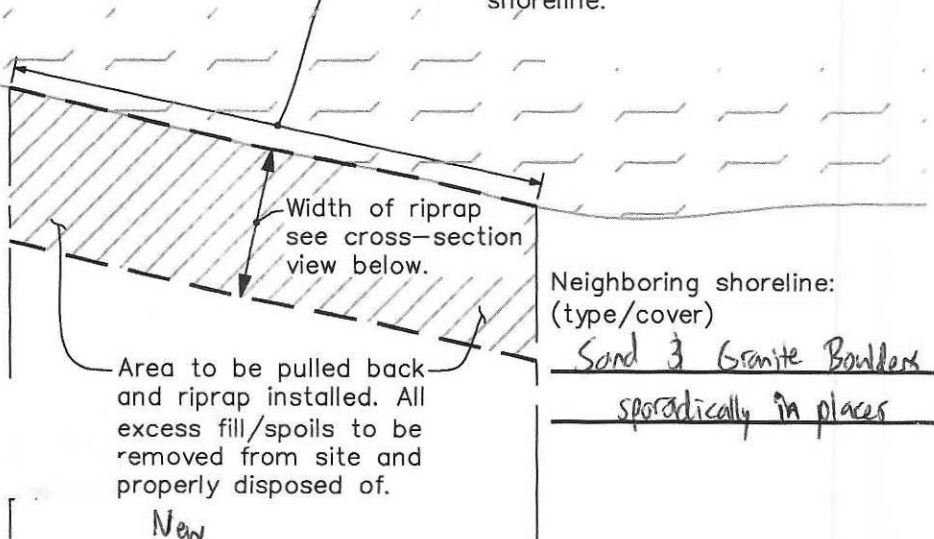 shoreline.
Width of riprap
see cross-section
view below.
Neighboring shoreline:
(type/cover)
Sand & Granite Boulders
sporadically in places
Area to be pulled back
and riprap installed. All
excess fill/spoils to be
removed from site and
properly disposed of.
New